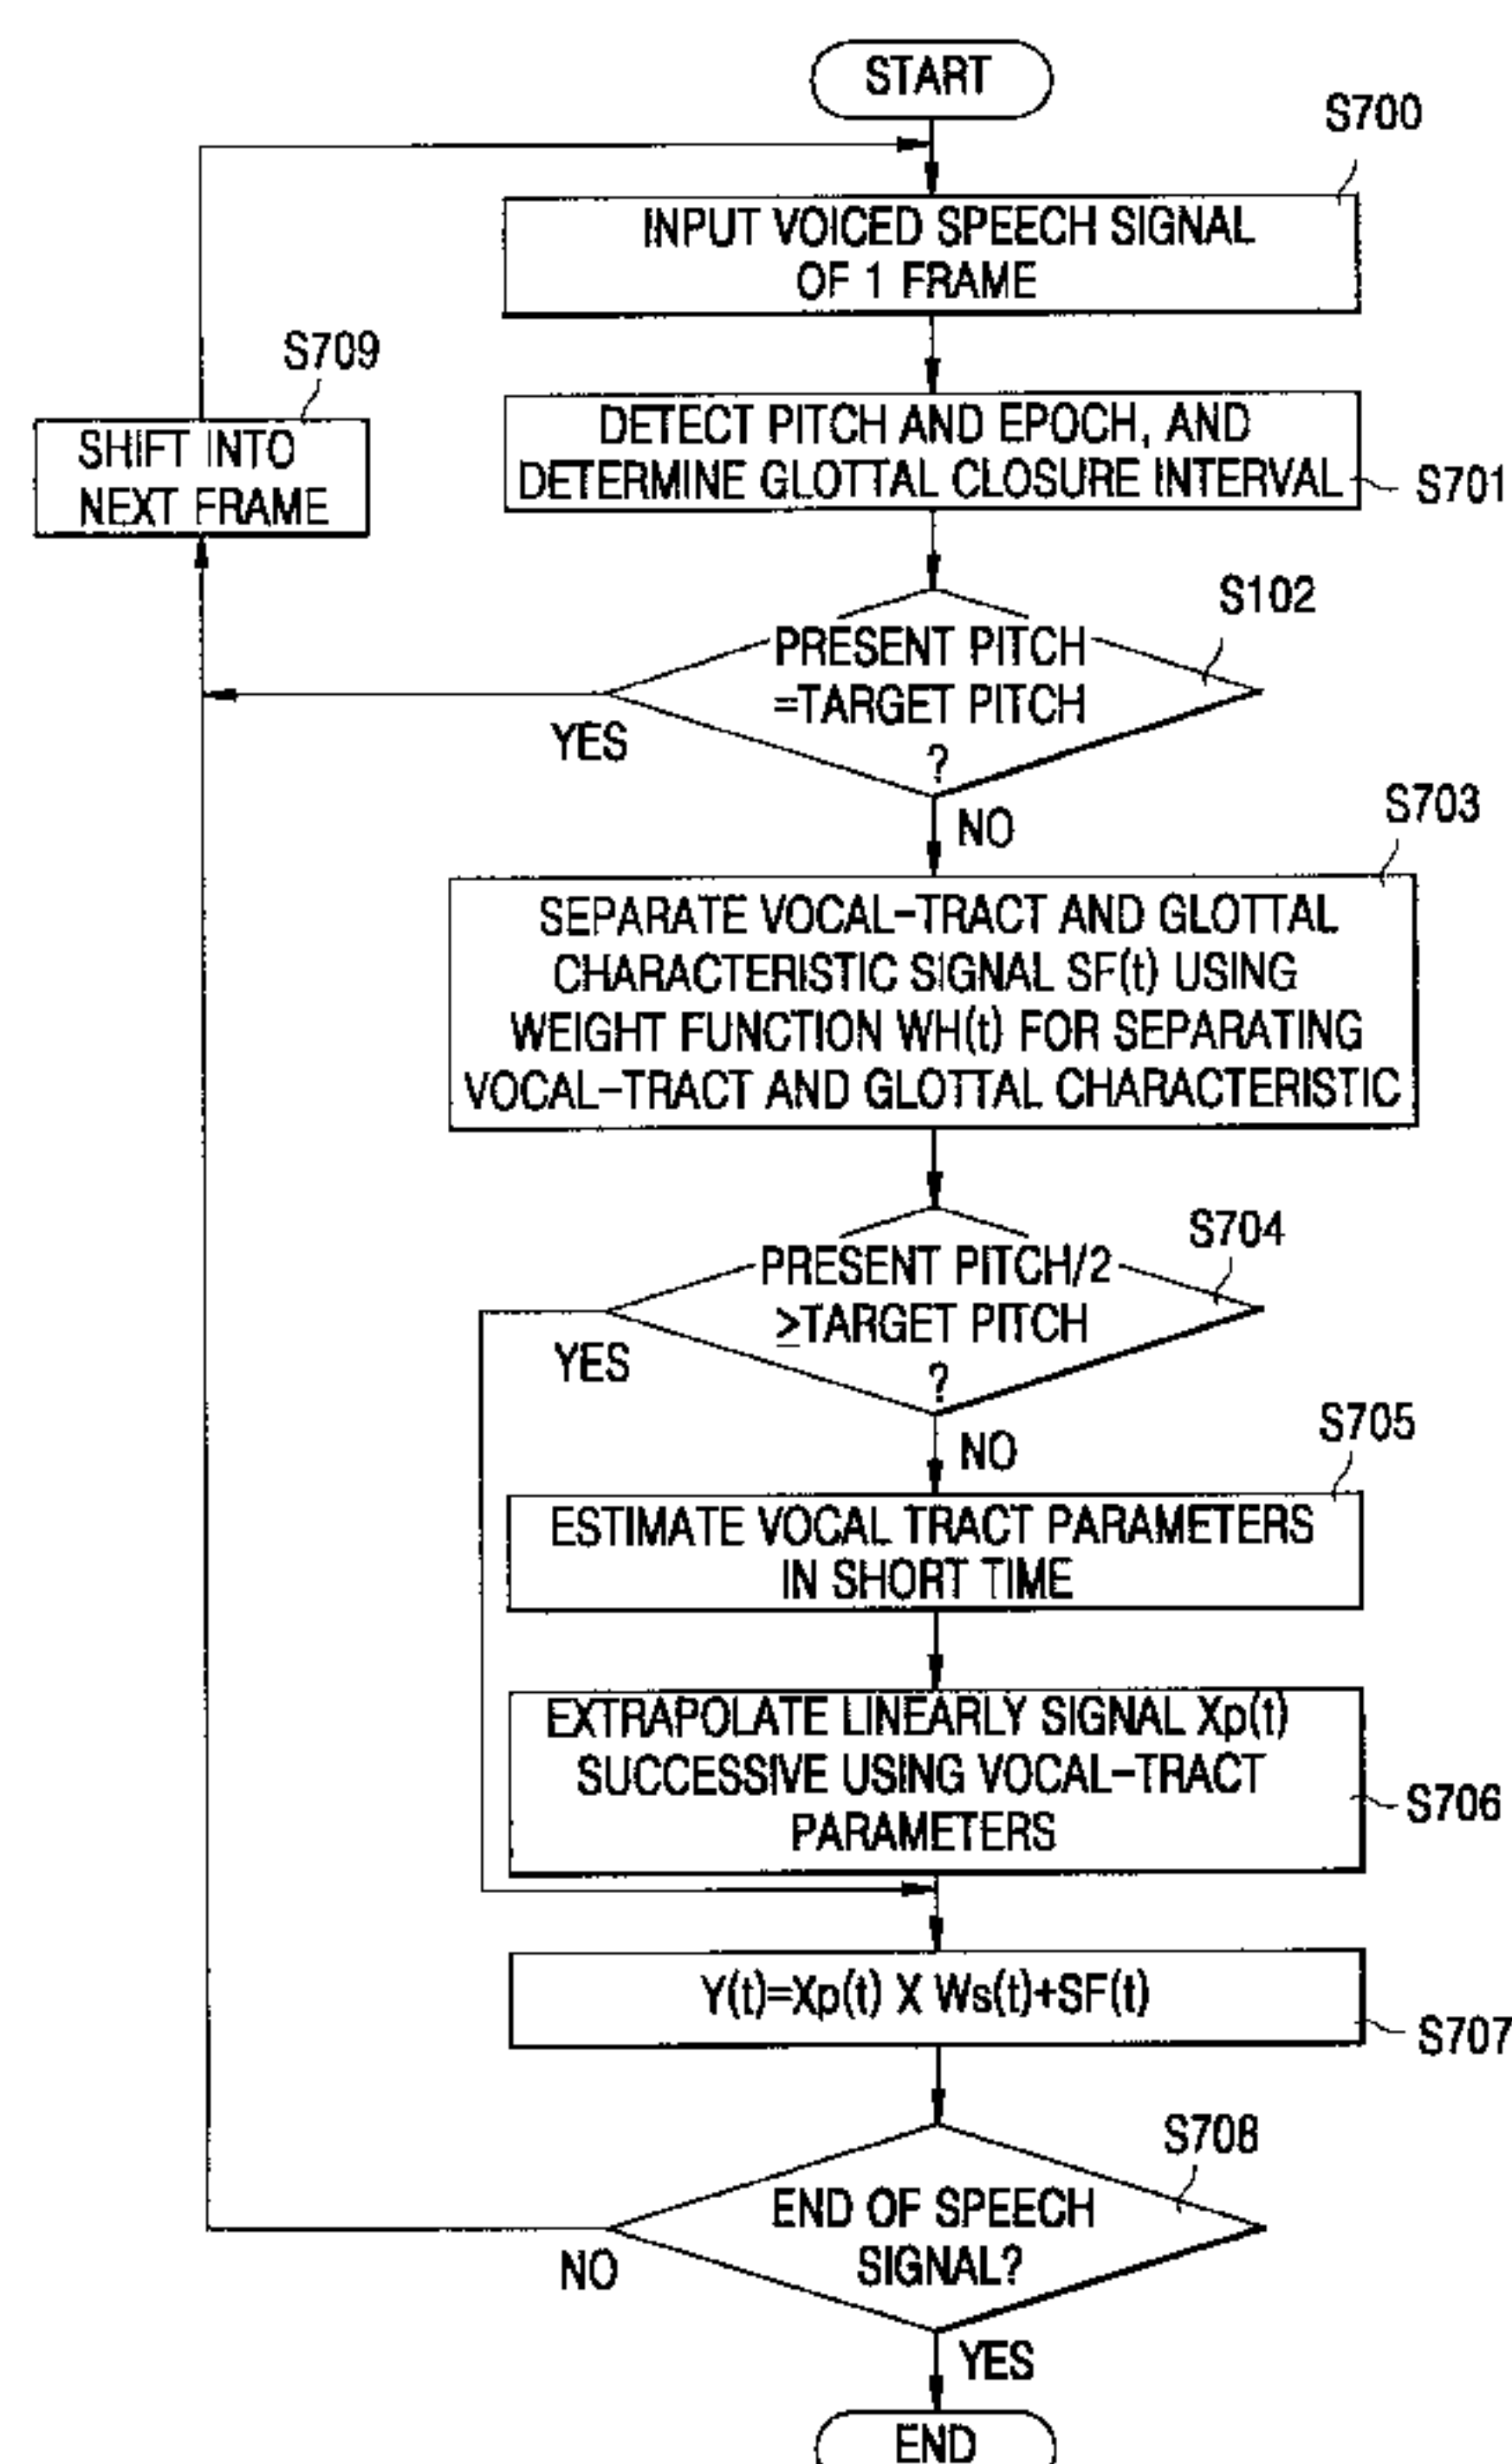 START
S700
INPUT VOICED SPEECH SIGNAL
OF 1 FRAME
S709
SHIFT INTO
NEXT FRAME
DETECT PITCH AND EPOCH, AND
DETERMINE GLOTTAL CLOSURE INTERVAL
S701
S102
PRESENT PITCH
=TARGET PITCH
?
YES
NO
S703
SEPARATE VOCAL-TRACT AND GLOTTAL
CHARACTERISTIC SIGNAL SF(t) USING
WEIGHT FUNCTION WH(t) FOR SEPARATING
VOCAL-TRACT AND GLOTTAL CHARACTERISTIC
S704
PRESENT PITCH/2
≥TARGET PITCH
?
YES
NO
S705
ESTIMATE VOCAL TRACT PARAMETERS
IN SHORT TIME
EXTRAPOLATE LINEARLY SIGNAL Xp(t)
SUCCESSIVE USING VOCAL-TRACT
PARAMETERS
S706
Y(t)=Xp(t) X Ws(t)+SF(t)
S707
S708
END OF SPEECH
SIGNAL?
NO
YES
END